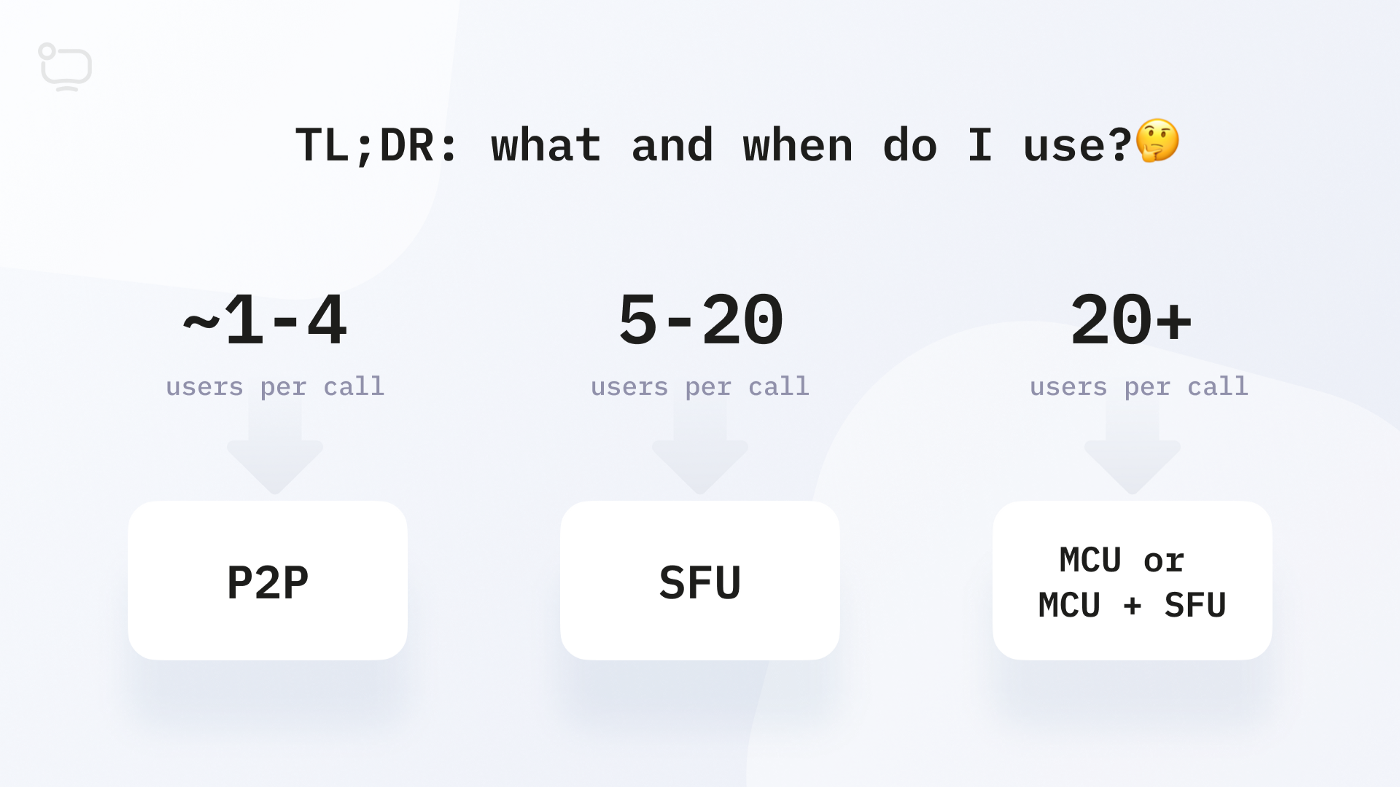 TL;DR: what and when do I use?🤔
~1-4
users per call
P2P
5-20
users per call
SFU
20+
users per call
MCU or
MCU + SFU